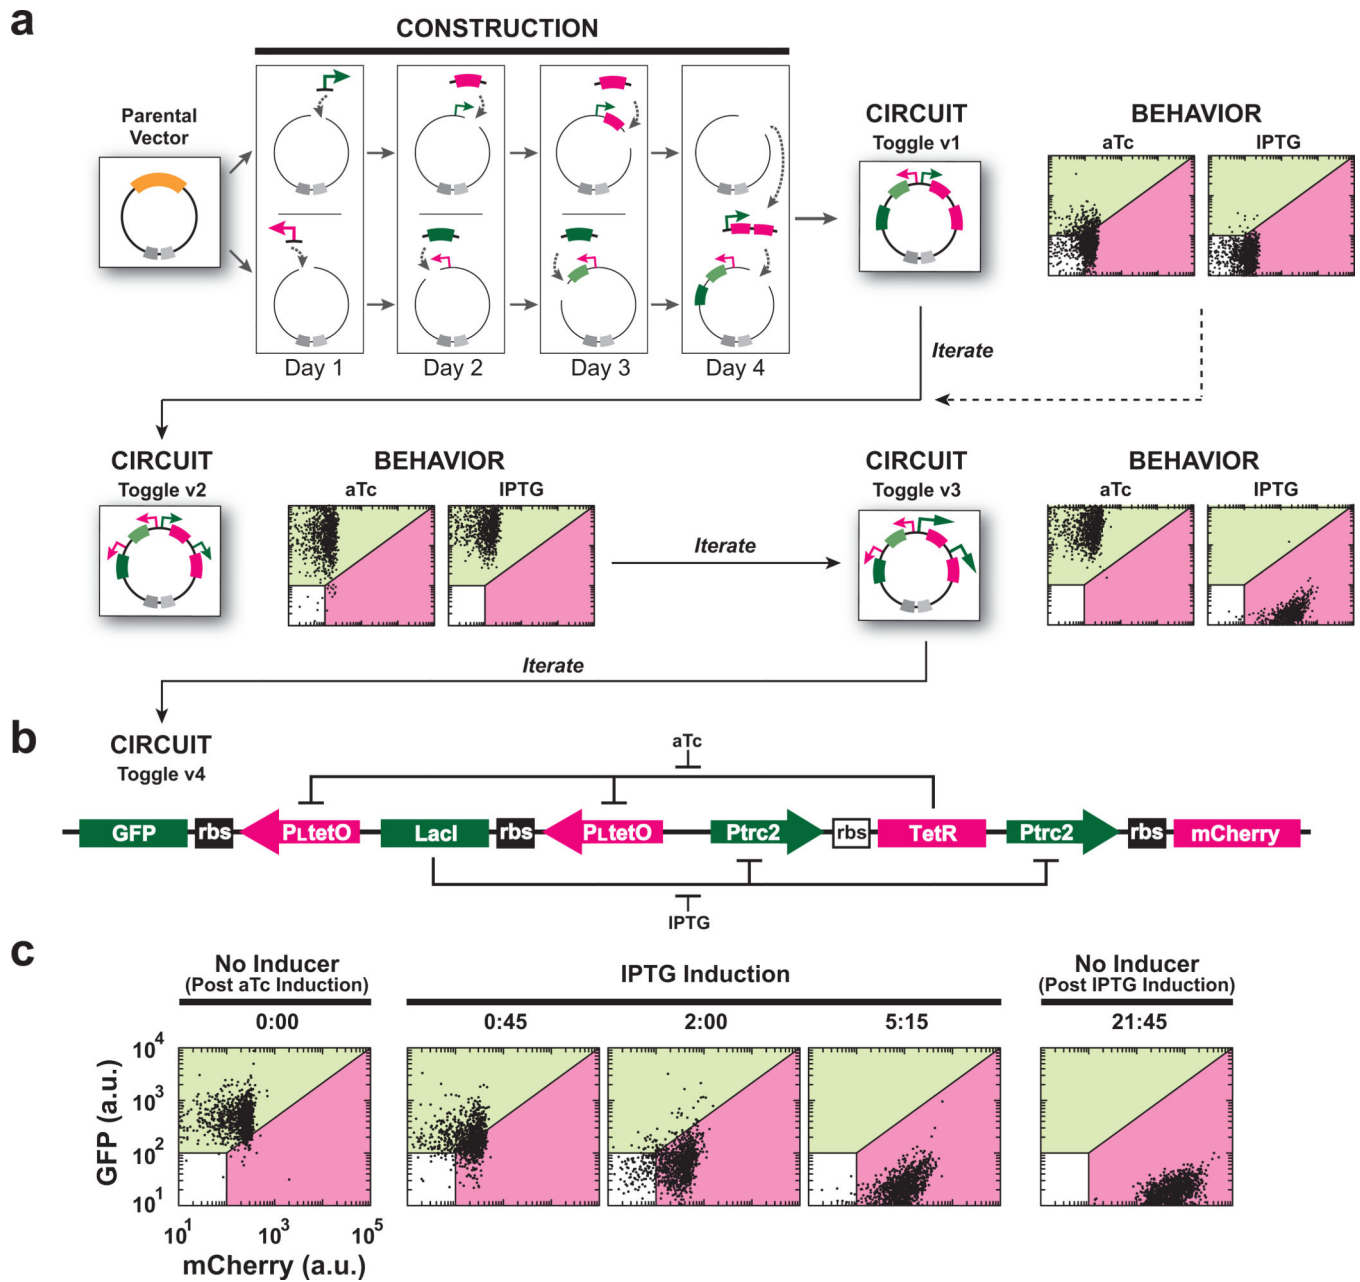 a
CONSTRUCTION
Parental
Vector
Day 1
Day 2
Day 3
Day 4
CIRCUIT
Toggle v1
BEHAVIOR
aTc
IPTG
Iterate
CIRCUIT
Toggle v2
BEHAVIOR
aTc
IPTG
Iterate
CIRCUIT
Toggle v3
BEHAVIOR
aTc
IPTG
Iterate
b
CIRCUIT
Toggle v4
aTc
GFP
rbs
PLtetO
LacI
rbs
PLtetO
Ptrc2
rbs
TetR
Ptrc2
rbs
mCherry
IPTG
c
No Inducer
(Post aTc Induction)
0:00
IPTG Induction
0:45
2:00
5:15
No Inducer
(Post IPTG Induction)
21:45
GFP (a.u.)
10^4
10^3
10^2
10^1
10^1
10^3
10^5
mCherry (a.u.)